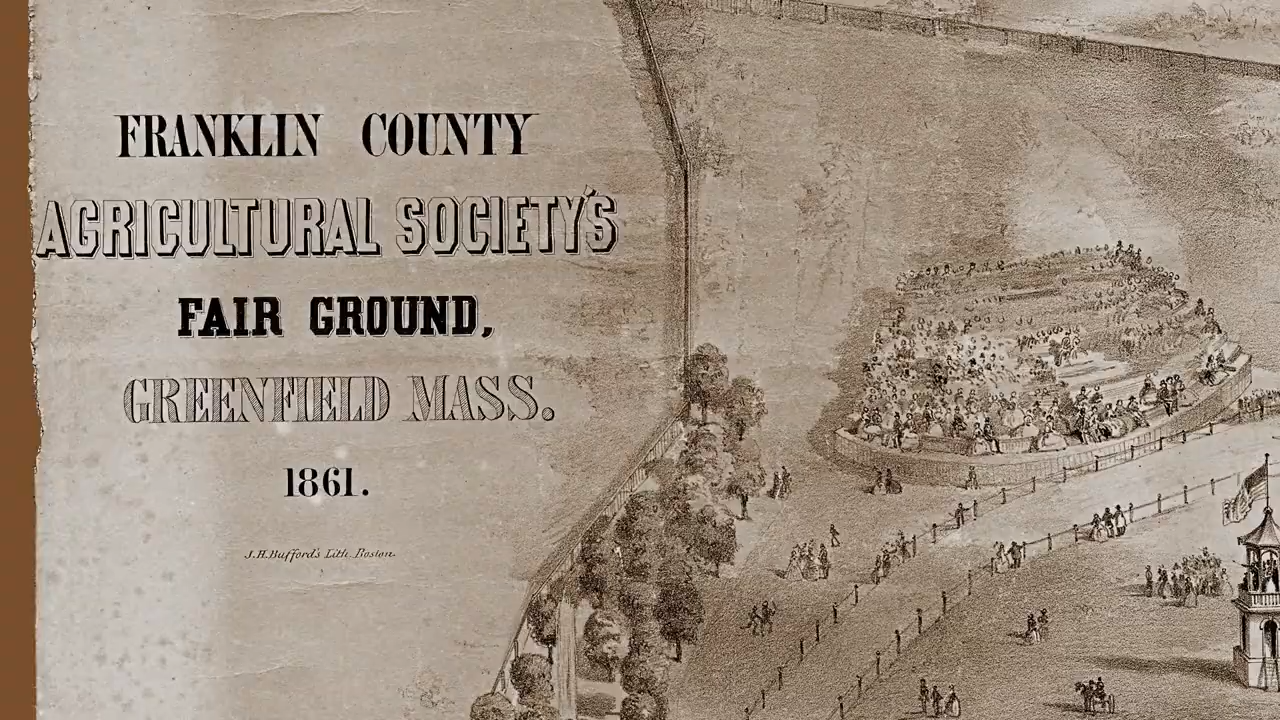 FRANKLIN COUNTY
AGRICULTURAL SOCIETY'S
FAIR GROUND,
GREENFIELD MASS.
1861.
J.H.Bufford's Lith. Boston.